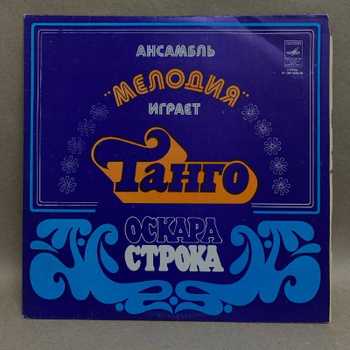 АНСАМБЛЬ
"МЕЛОДИЯ"
ИГРАЕТ
Танго
ОСКАРА
СТРОКА